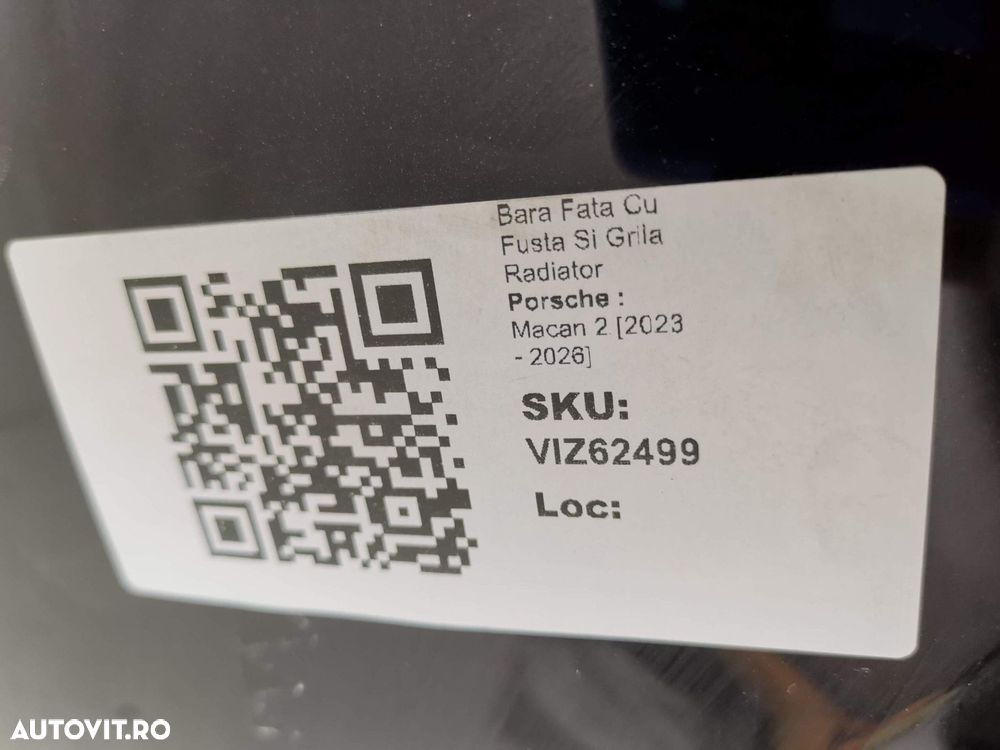 Bara Fata Cu
Fusta Si Grila
Radiator
Porsche :
Macan 2 [2023
- 2026]
SKU:
VIZ62499
Loc:
AUTOVIT.RO